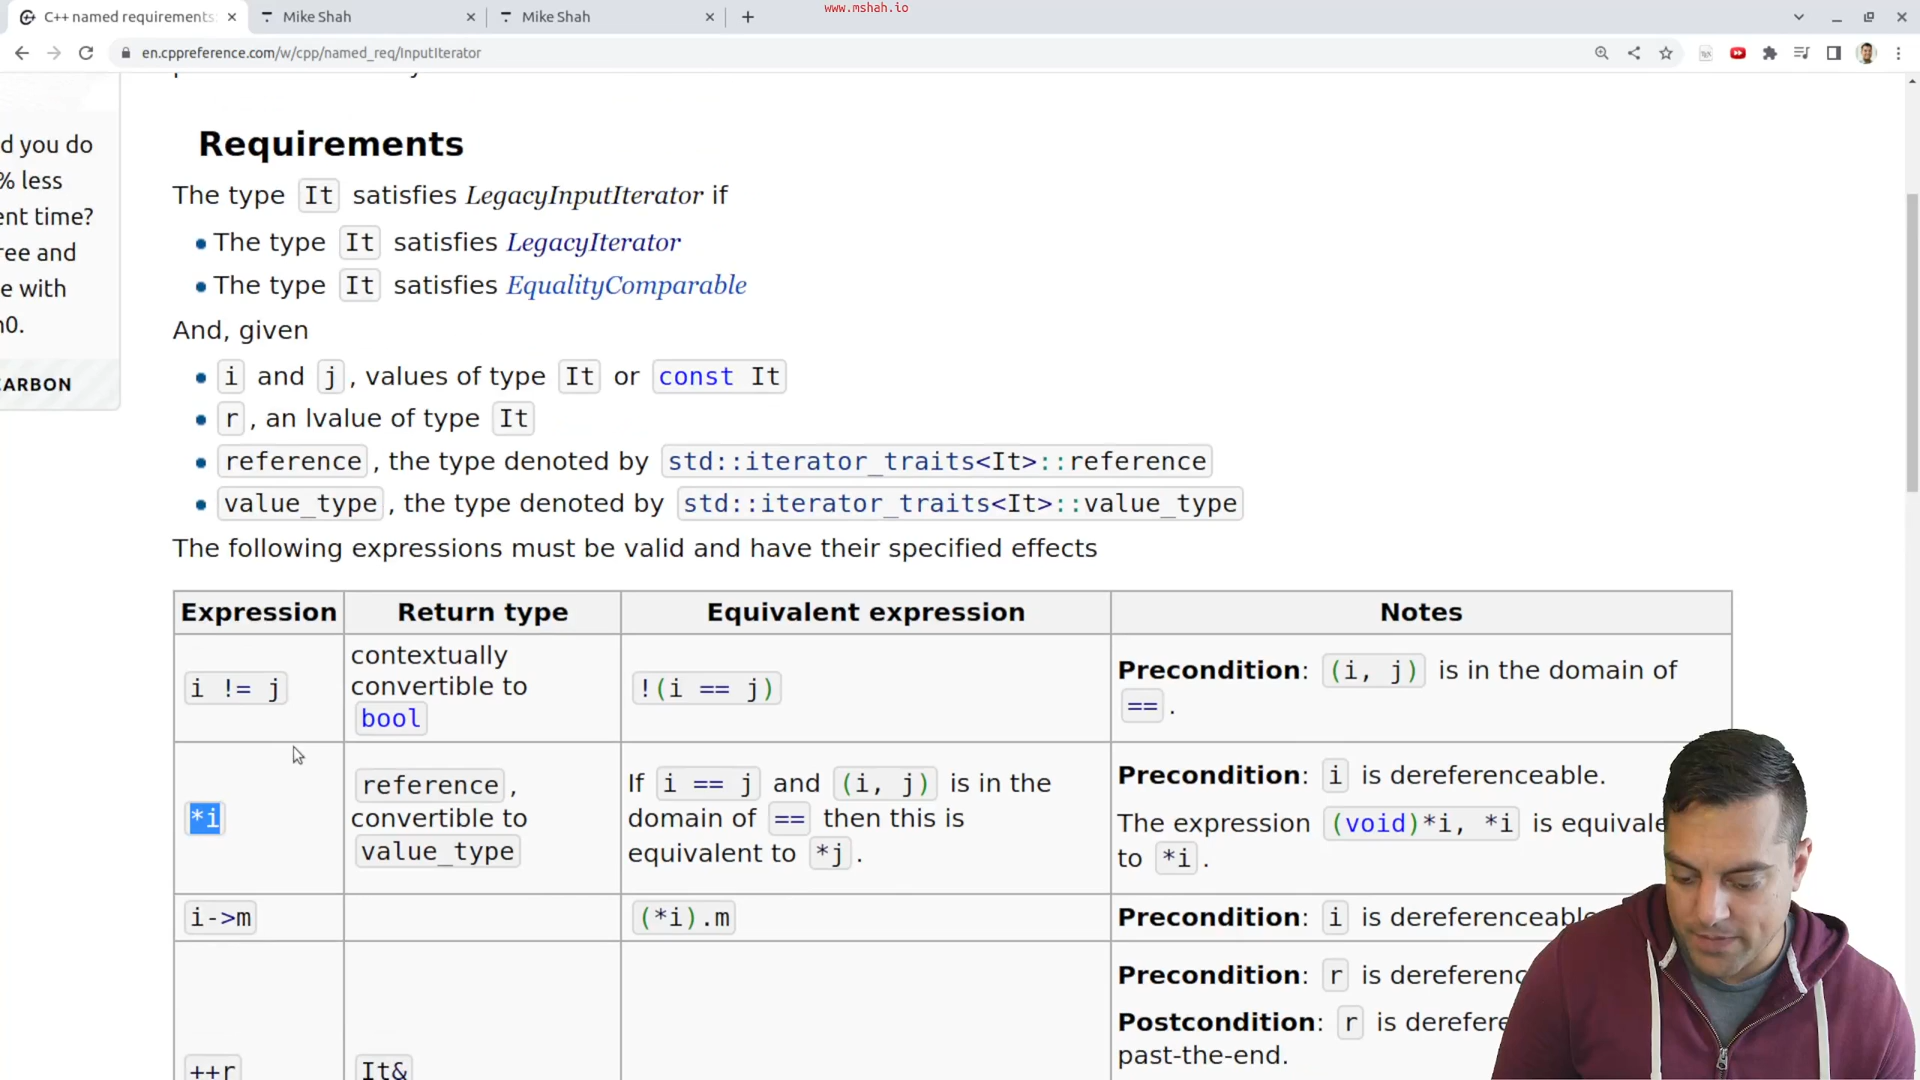 www.mshah.io
C++ named requirements:
Mike Shah
Mike Shah
en.cppreference.com/w/cpp/named_req/InputIterator
d you do
% less
ent time?
ree and
e with
n0.
CARBON
Requirements
The type It satisfies LegacyInputIterator if
The type It satisfies LegacyIterator
The type It satisfies EqualityComparable
And, given
i and j , values of type It or const It
r , an lvalue of type It
reference , the type denoted by std::iterator_traits<It>::reference
value_type , the type denoted by std::iterator_traits<It>::value_type
The following expressions must be valid and have their specified effects
Expression Return type Equivalent expression Notes
i != j
contextually
convertible to
bool
!(i == j)
Precondition: (i, j) is in the domain of
== .
*i
reference ,
convertible to
value_type
If i == j and (i, j) is in the
domain of == then this is
equivalent to *j .
Precondition: i is dereferenceable.
The expression (void)*i, *i is equivale
to *i .
i->m
(*i).m
Precondition: i is dereferenceable
++r
It&
Precondition: r is dereferenc
Postcondition: r is derefere
past-the-end.